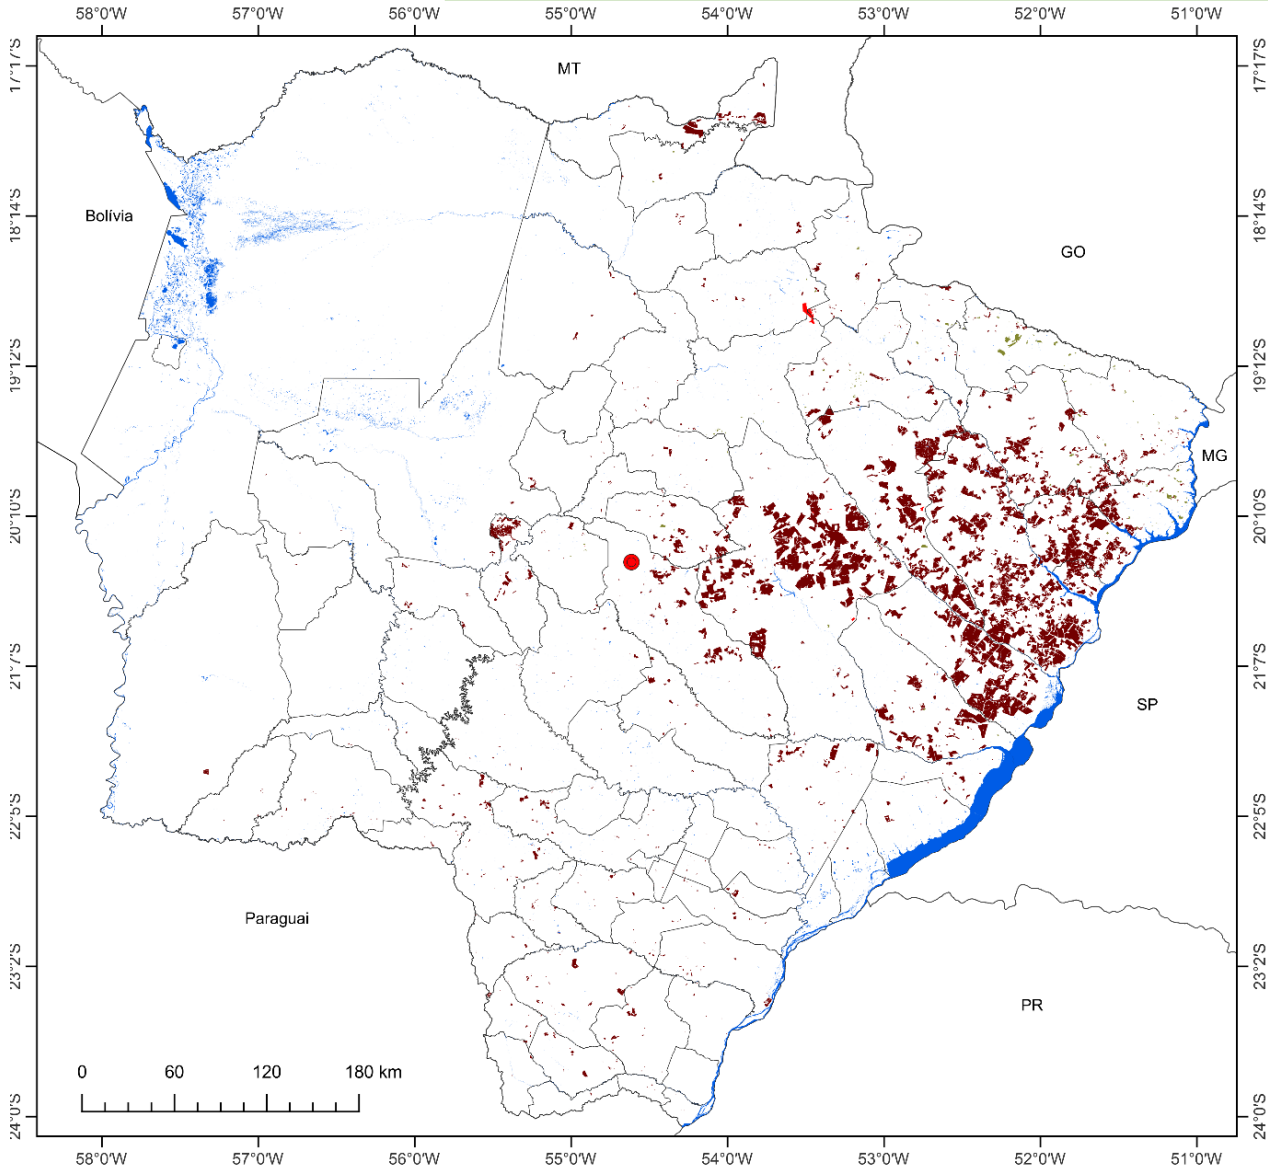 58°0'W 57°0'W 56°0'W 55°0'W 54°0'W 53°0'W 52°0'W 51°0'W
17°17'S 17°17'S
MT
18°14'S 18°14'S
Bolívia
GO
19°12'S 19°12'S
MG
20°10'S 20°10'S
21°7'S 21°7'S
SP
22°5'S 22°5'S
Paraguai
23°2'S 23°2'S
PR
0 60 120 180 km
24°0'S 24°0'S
58°0'W 57°0'W 56°0'W 55°0'W 54°0'W 53°0'W 52°0'W 51°0'W